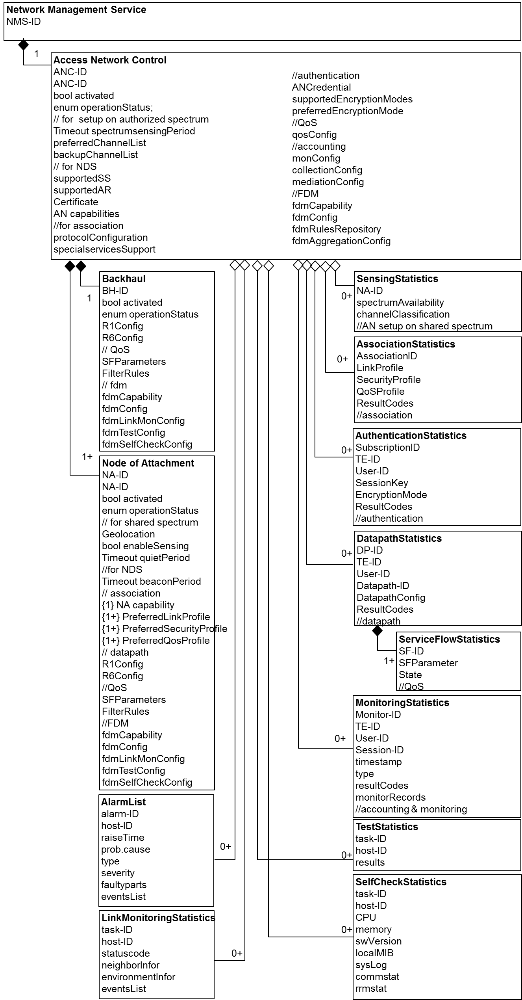 Network Management Service
NMS-ID
1
Access Network Control
ANC-ID
ANC-ID
bool activated
enum operationStatus;
// for  setup on authorized spectrum
Timeout spectrumsensingPeriod
preferredChannelList
backupChannelList
// for NDS
supportedSS
supportedAR
Certificate
AN capabilities
//for association
protocolConfiguration
specialservicesSupport
//authentication
ANCredential
supportedEncryptionModes
preferredEncryptionMode
//QoS
qosConfig
//accounting
monConfig
collectionConfig
mediationConfig
//FDM
fdmCapability
fdmConfig
fdmRulesRepository
fdmAggregationConfig
1
Backhaul
BH-ID
bool activated
enum operationStatus
R1Config
R6Config
// QoS
SFParameters
FilterRules
// fdm
fdmCapability
fdmConfig
fdmLinkMonConfig
fdmTestConfig
fdmSelfCheckConfig
1+
Node of Attachment
NA-ID
NA-ID
bool activated
enum operationStatus
// for shared spectrum
Geolocation
bool enableSensing
Timeout quietPeriod
//for NDS
Timeout beaconPeriod
// association
{1} NA capability
{1+} PreferredLinkProfile
{1+} PreferredSecurityProfile
{1+} PreferredQosProfile
// datapath
R1Config
R6Config
//QoS
SFParameters
FilterRules
//FDM
fdmCapability
fdmConfig
fdmLinkMonConfig
fdmTestConfig
fdmSelfCheckConfig
AlarmList
alarm-ID
host-ID
raiseTime
prob.cause
type
severity
faultyparts
eventsList
0+
LinkMonitoringStatistics
task-ID
host-ID
statuscode
neighborInfor
environmentInfor
eventsList
0+
SensingStatistics
NA-ID
spectrumAvailability
channelClassification
//AN setup on shared spectrum
0+
AssociationStatistics
AssociationID
LinkProfile
SecurityProfile
QoSProfile
ResultCodes
//association
0+
AuthenticationStatistics
SubscriptionID
TE-ID
User-ID
SessionKey
EncryptionMode
ResultCodes
//authentication
0+
DatapathStatistics
DP-ID
TE-ID
User-ID
Datapath-ID
DatapathConfig
ResultCodes
//datapath
0+
ServiceFlowStatistics
SF-ID
SFParameter
State
//QoS
1+
MonitoringStatistics
Monitor-ID
TE-ID
User-ID
Session-ID
timestamp
type
resultCodes
monitorRecords
//accounting & monitoring
0+
TestStatistics
task-ID
host-ID
results
0+
SelfCheckStatistics
task-ID
host-ID
CPU
memory
swVersion
localMIB
sysLog
commstat
rrmstat
0+